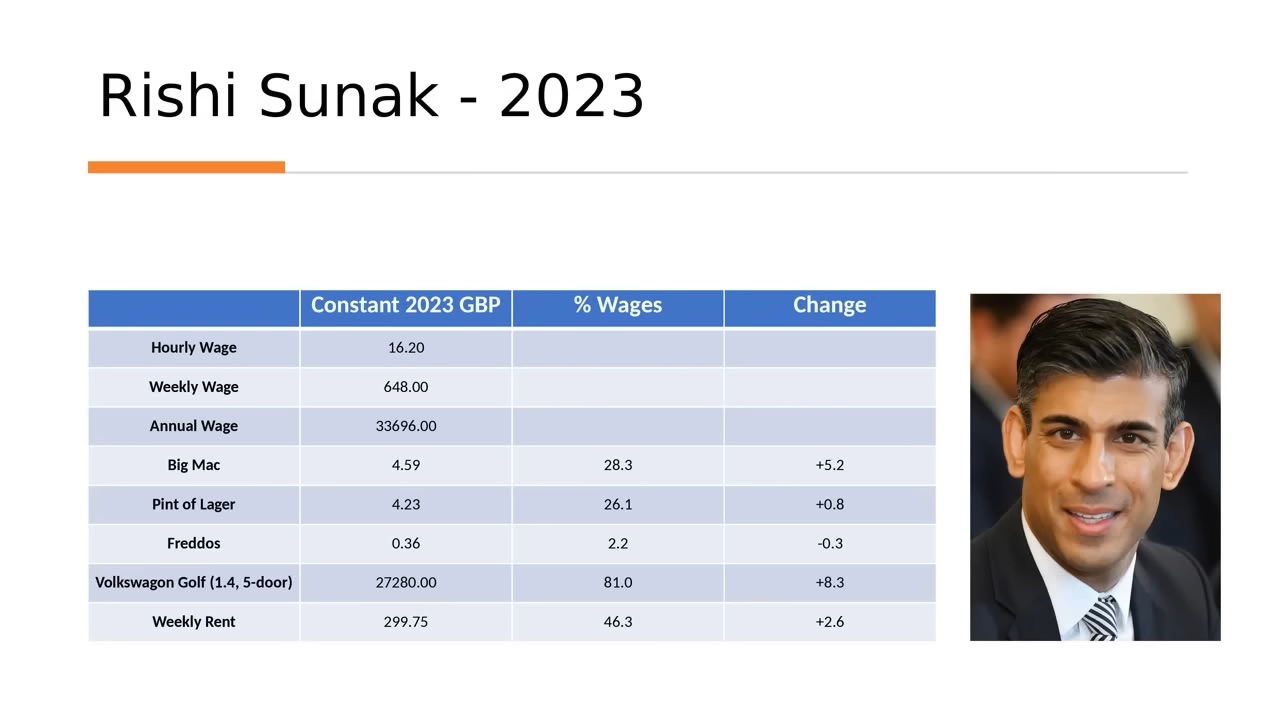 Rishi Sunak - 2023
Constant 2023 GBP % Wages Change
Hourly Wage 16.20
Weekly Wage 648.00
Annual Wage 33696.00
Big Mac 4.59 28.3 +5.2
Pint of Lager 4.23 26.1 +0.8
Freddos 0.36 2.2 -0.3
Volkswagon Golf (1.4, 5-door) 27280.00 81.0 +8.3
Weekly Rent 299.75 46.3 +2.6